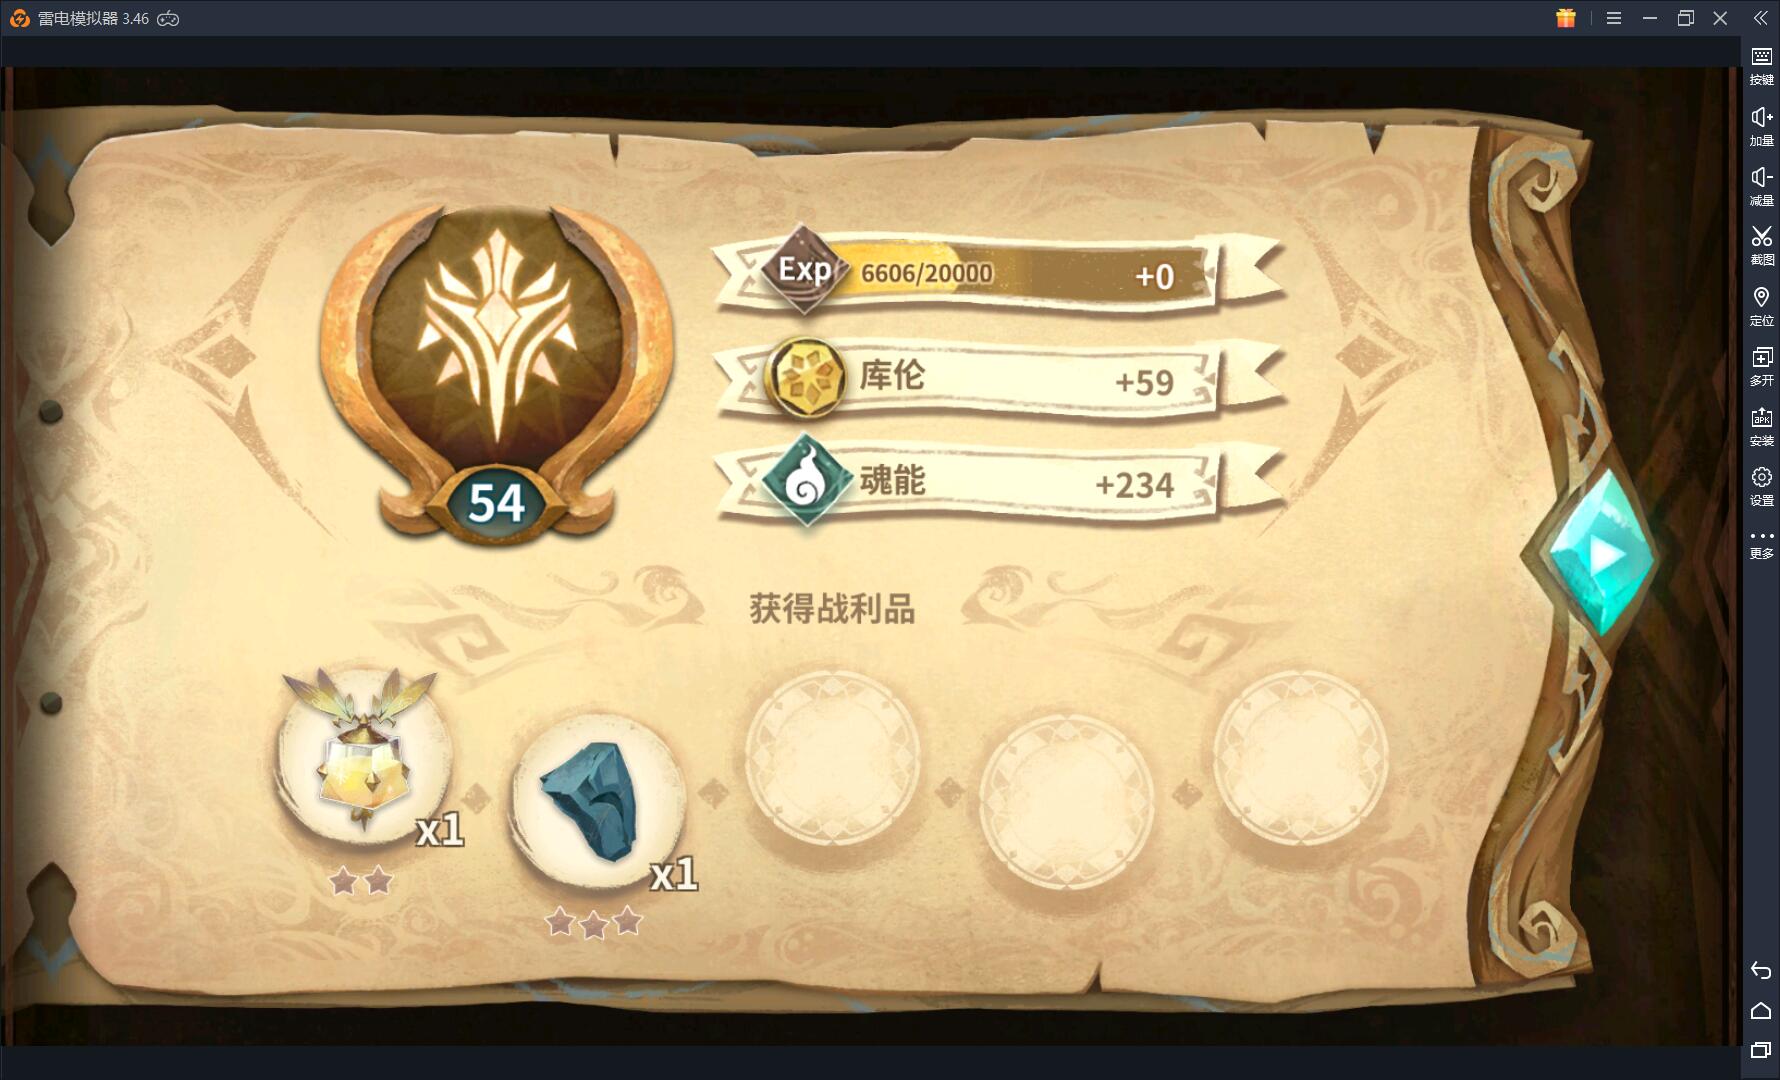 雷电模拟器 3.46
按键
加量
减量
截图
定位
多开
APK
安装
设置
更多
Exp 6606/20000 +0
库伦 +59
魂能 +234
54
获得战利品
x1
x1